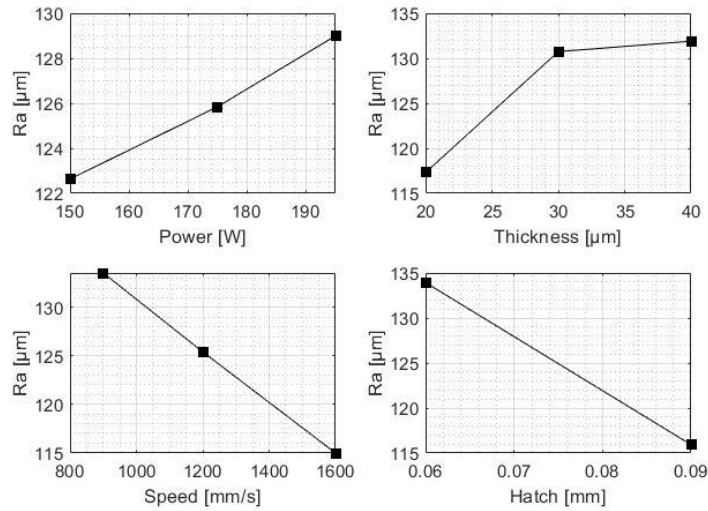 130
128
126
124
122
Ra [µm]
150 160 170 180 190
Power [W]
135
130
125
120
115
Ra [µm]
20 25 30 35 40
Thickness [µm]
130
125
120
115
Ra [µm]
800 1000 1200 1400 1600
Speed [mm/s]
135
130
125
120
115
Ra [µm]
0.06 0.07 0.08 0.09
Hatch [mm]